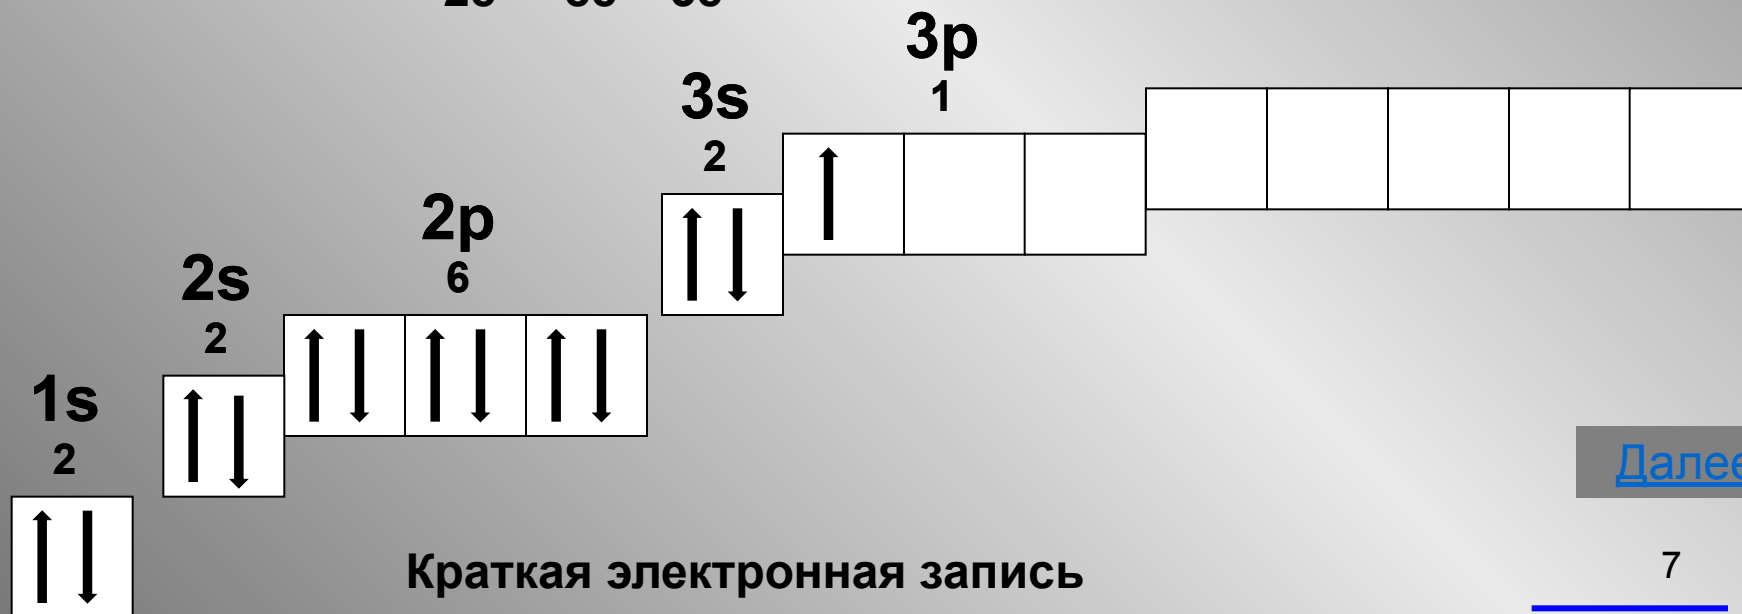 3p
1
3s
2
2p
6
2s
2
1s
2
Далее
Краткая электронная запись
7